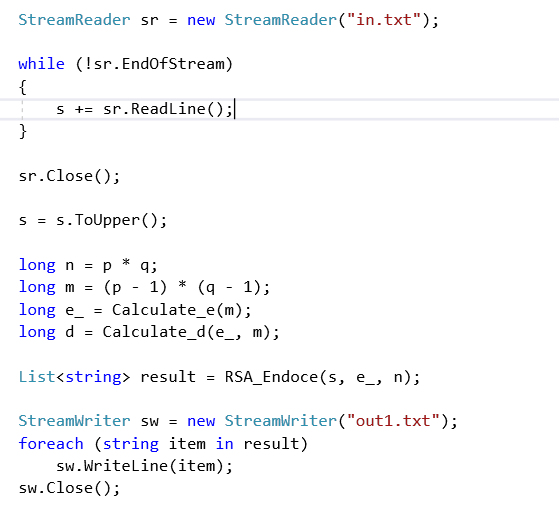 StreamReader sr = new StreamReader("in.txt");
while (!sr.EndOfStream)
{
s += sr.ReadLine();
}
sr.Close();
s = s.ToUpper();
long n = p * q;
long m = (p - 1) * (q - 1);
long e_ = Calculate_e(m);
long d = Calculate_d(e_, m);
List<string> result = RSA_Endoce(s, e_, n);
StreamWriter sw = new StreamWriter("out1.txt");
foreach (string item in result)
sw.WriteLine(item);
sw.Close();